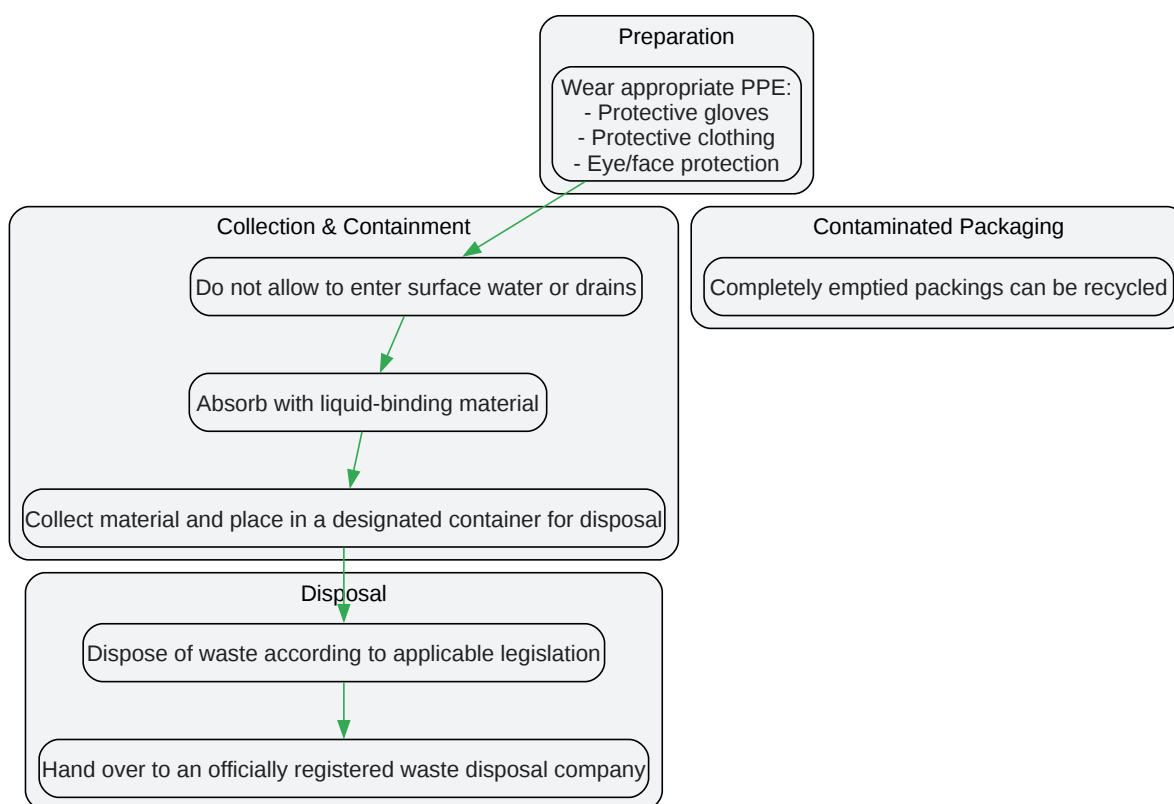 Preparation
Wear appropriate PPE:
- Protective gloves
- Protective clothing
- Eye/face protection
Collection & Containment
Do not allow to enter surface water or drains
Absorb with liquid-binding material
Collect material and place in a designated container for disposal
Contaminated Packaging
Completely emptied packings can be recycled
Disposal
Dispose of waste according to applicable legislation
Hand over to an officially registered waste disposal company